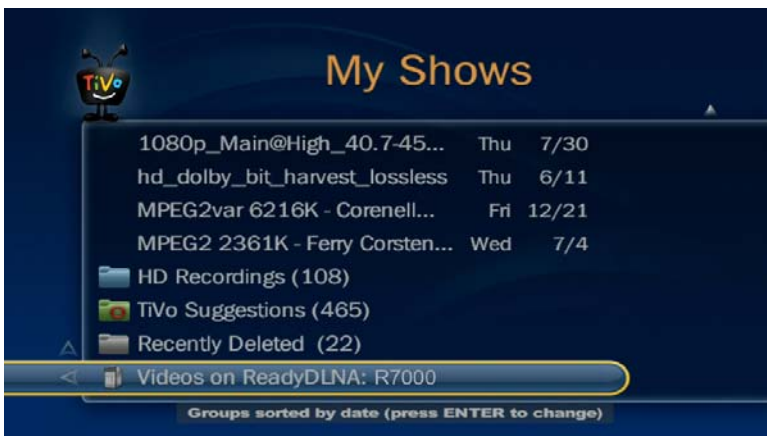 TiVo
My Shows
1080p_Main@High_40.7-45... Thu 7/30
hd_dolby_bit_harvest_lossless Thu 6/11
MPEG2var 6216K - Corenell... Fri 12/21
MPEG2 2361K - Ferry Corsten... Wed 7/4
HD Recordings (108)
TiVo Suggestions (465)
Recently Deleted (22)
Videos on ReadyDLNA: R7000
Groups sorted by date (press ENTER to change)